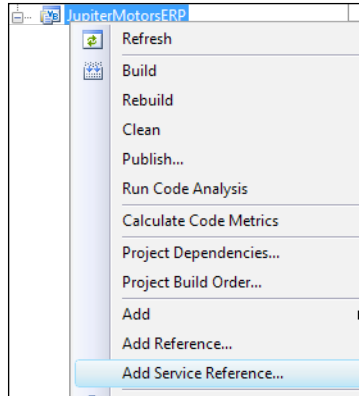 JupiterMotorsERP
Refresh
Build
Rebuild
Clean
Publish...
Run Code Analysis
Calculate Code Metrics
Project Dependencies...
Project Build Order...
Add
Add Reference...
Add Service Reference...